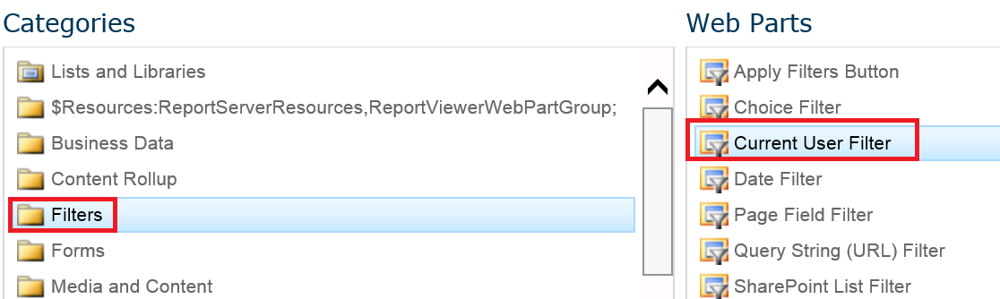 Categories
Lists and Libraries
$Resources:ReportServerResources,ReportViewerWebPartGroup;
Business Data
Content Rollup
Filters
Forms
Media and Content
Web Parts
Apply Filters Button
Choice Filter
Current User Filter
Date Filter
Page Field Filter
Query String (URL) Filter
SharePoint List Filter